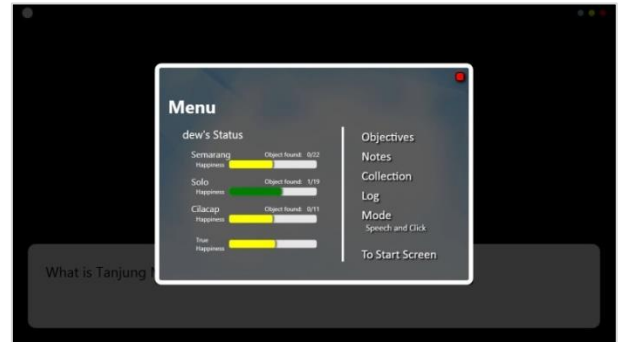 Menu
dew's Status
Semarang Object found: 0/22
Happiness
Solo Object found: 1/19
Happiness
Cilacap Object found: 0/11
Happiness
True
Happiness
Objectives
Notes
Collection
Log
Mode
Speech and Click
To Start Screen
What is Tanjung